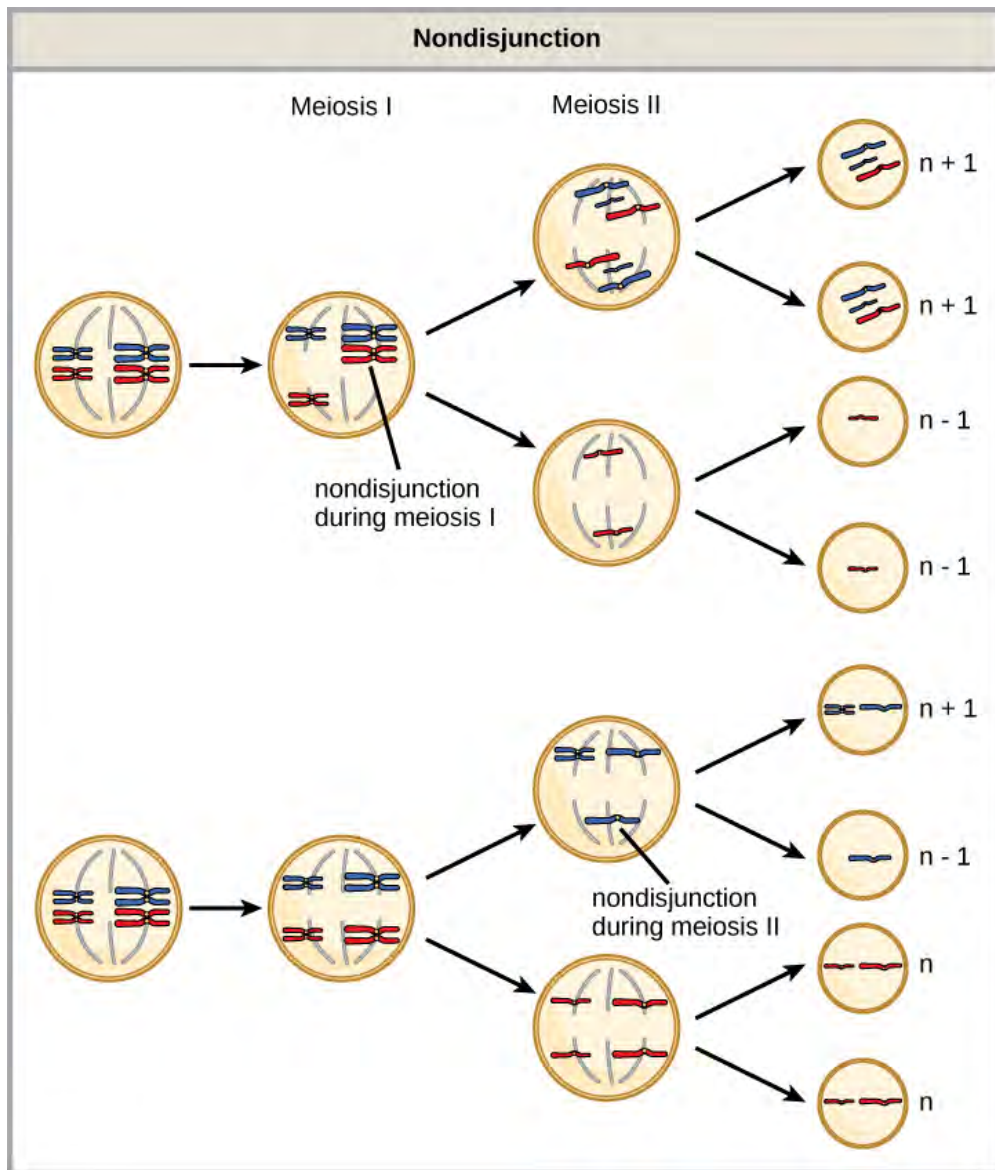 Nondisjunction
Meiosis I
Meiosis II
n + 1
n + 1
n - 1
nondisjunction
during meiosis I
n - 1
n + 1
n - 1
nondisjunction
during meiosis II
n
n